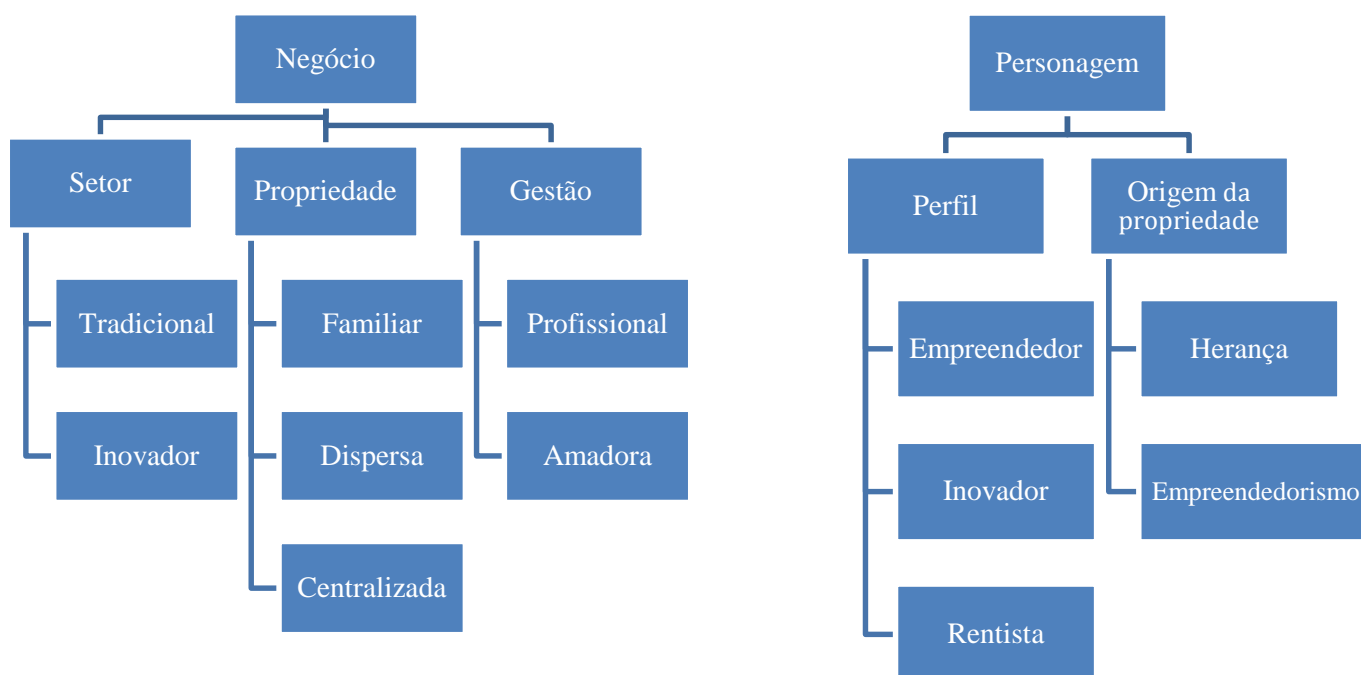 Negócio
Setor
Propriedade
Gestão
Tradicional
Familiar
Profissional
Inovador
Dispersa
Amadora
Centralizada
Personagem
Perfil
Origem da
propriedade
Empreendedor
Herança
Inovador
Empreendedorismo
Rentista